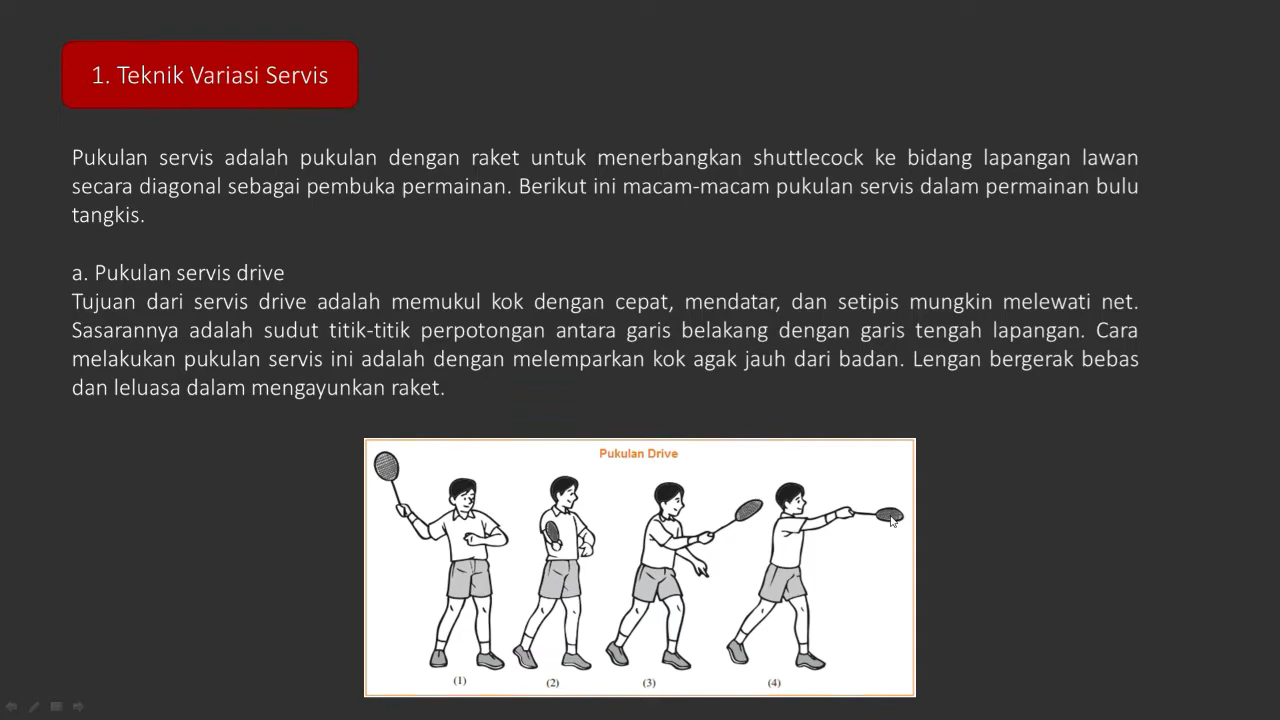 1. Teknik Variasi Servis
Pukulan servis adalah pukulan dengan raket untuk menerbangkan shuttlecock ke bidang lapangan lawan
secara diagonal sebagai pembuka permainan. Berikut ini macam-macam pukulan servis dalam permainan bulu
tangkis.
a. Pukulan servis drive
Tujuan dari servis drive adalah memukul kok dengan cepat, mendatar, dan setipis mungkin melewati net.
Sasarannya adalah sudut titik-titik perpotongan antara garis belakang dengan garis tengah lapangan. Cara
melakukan pukulan servis ini adalah dengan melemparkan kok agak jauh dari badan. Lengan bergerak bebas
dan leluasa dalam mengayunkan raket.
Pukulan Drive
(1) (2) (3) (4)